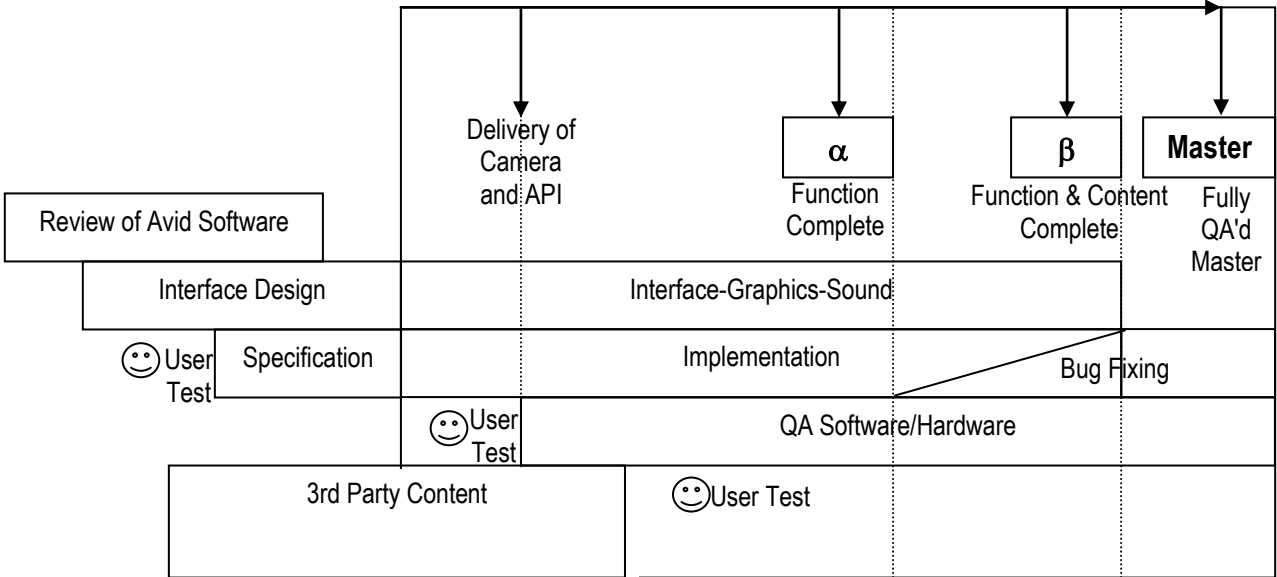 Delivery of
Camera
and API
α
Function
Complete
β
Function & Content
Complete
Master
Fully
QA'd
Master
Review of Avid Software
Interface Design
Interface-Graphics-Sound
User
Test
Specification
Implementation
Bug Fixing
User
Test
QA Software/Hardware
3rd Party Content
User Test